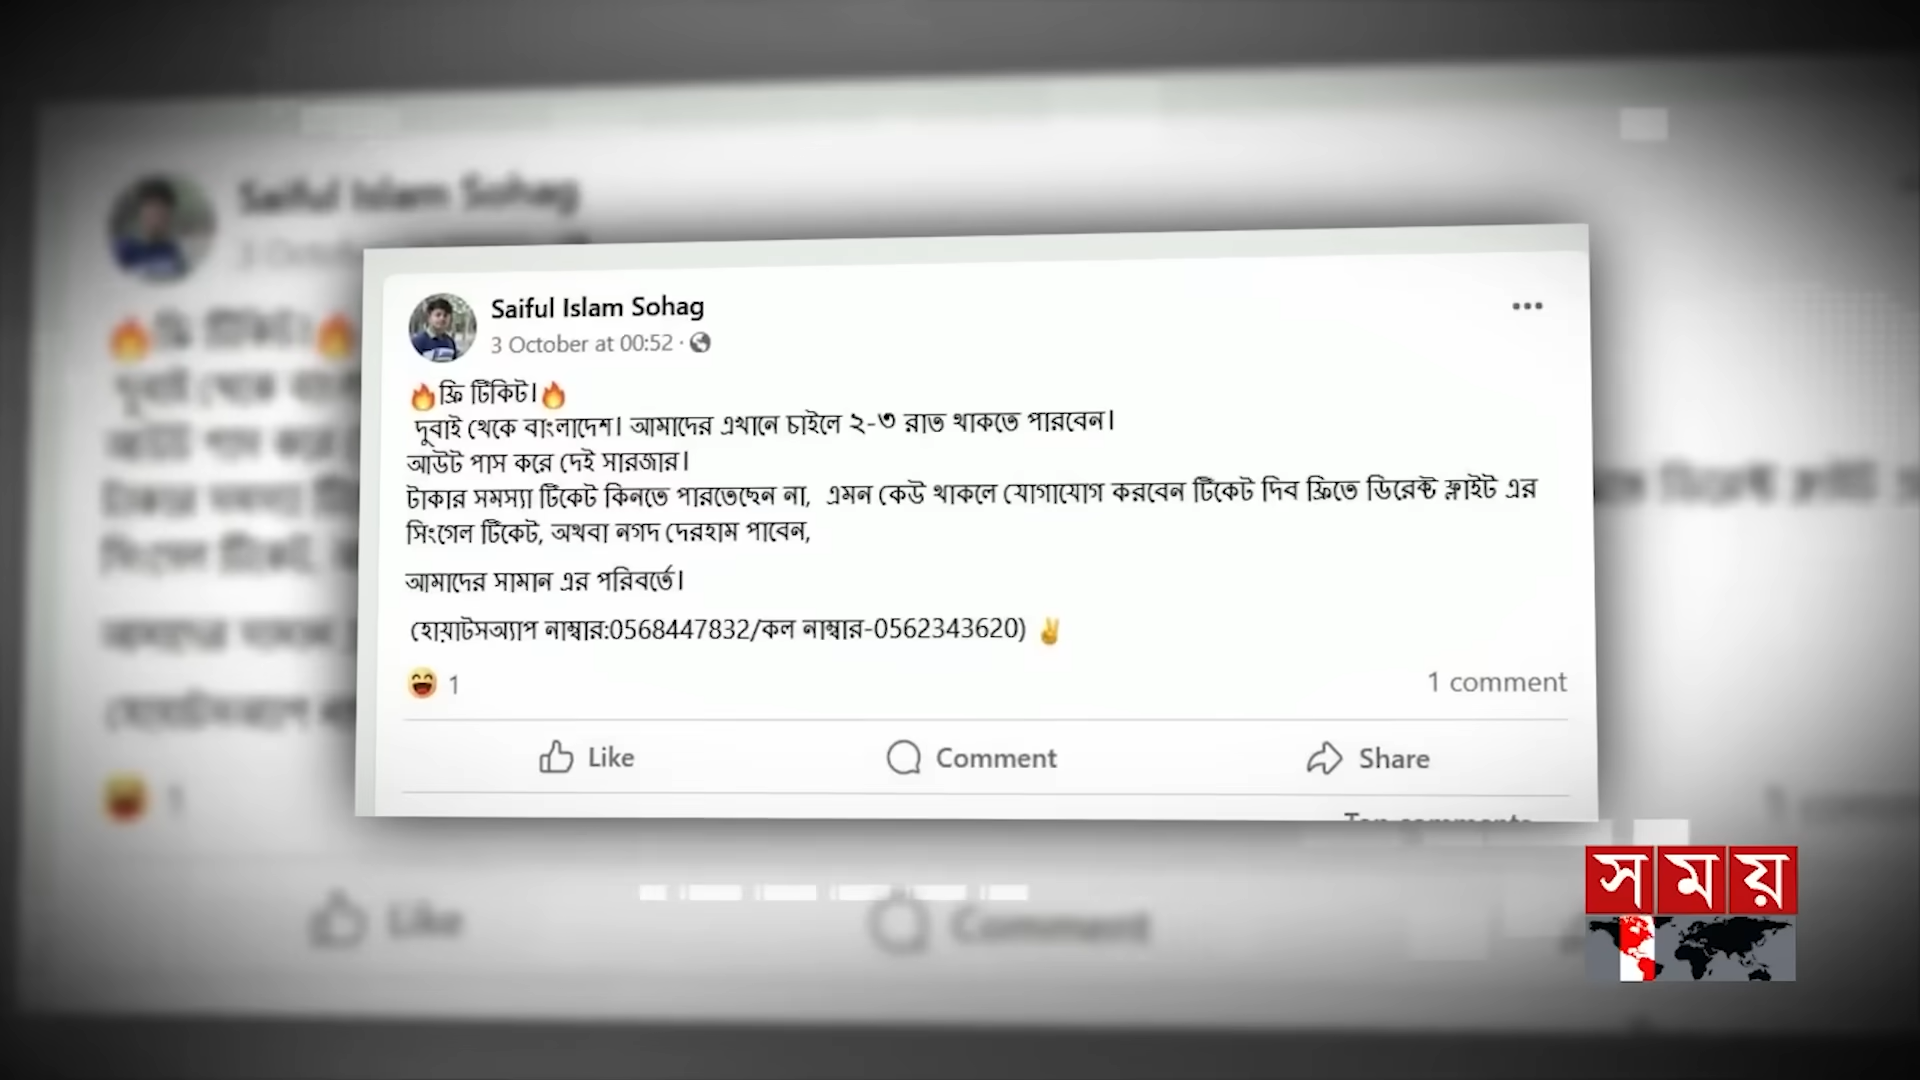 Saiful Islam Sohag
3 October at 00:52 ·
🔥ফ্রি টিকিট।🔥
দুবাই থেকে বাংলাদেশ। আমাদের এখানে চাইলে ২-৩ রাত থাকতে পারবেন।
আউট পাস করে দেই সারজার।
টাকার সমস্যা টিকেট কিনতে পারতেছেন না, এমন কেউ থাকলে যোগাযোগ করবেন টিকেট দিব ফ্রিতে ডিরেক্ট ফ্লাইট এর
সিংগেল টিকেট, অথবা নগদ দেরহাম পাবেন,
আমাদের সামান এর পরিবর্তে।
হোয়াটসঅ্যাপ নাম্বার:0568447832/কল নাম্বার-0562343620) ✌️
😆 1
1 comment
Like
Comment
Share
Top comments
সময়